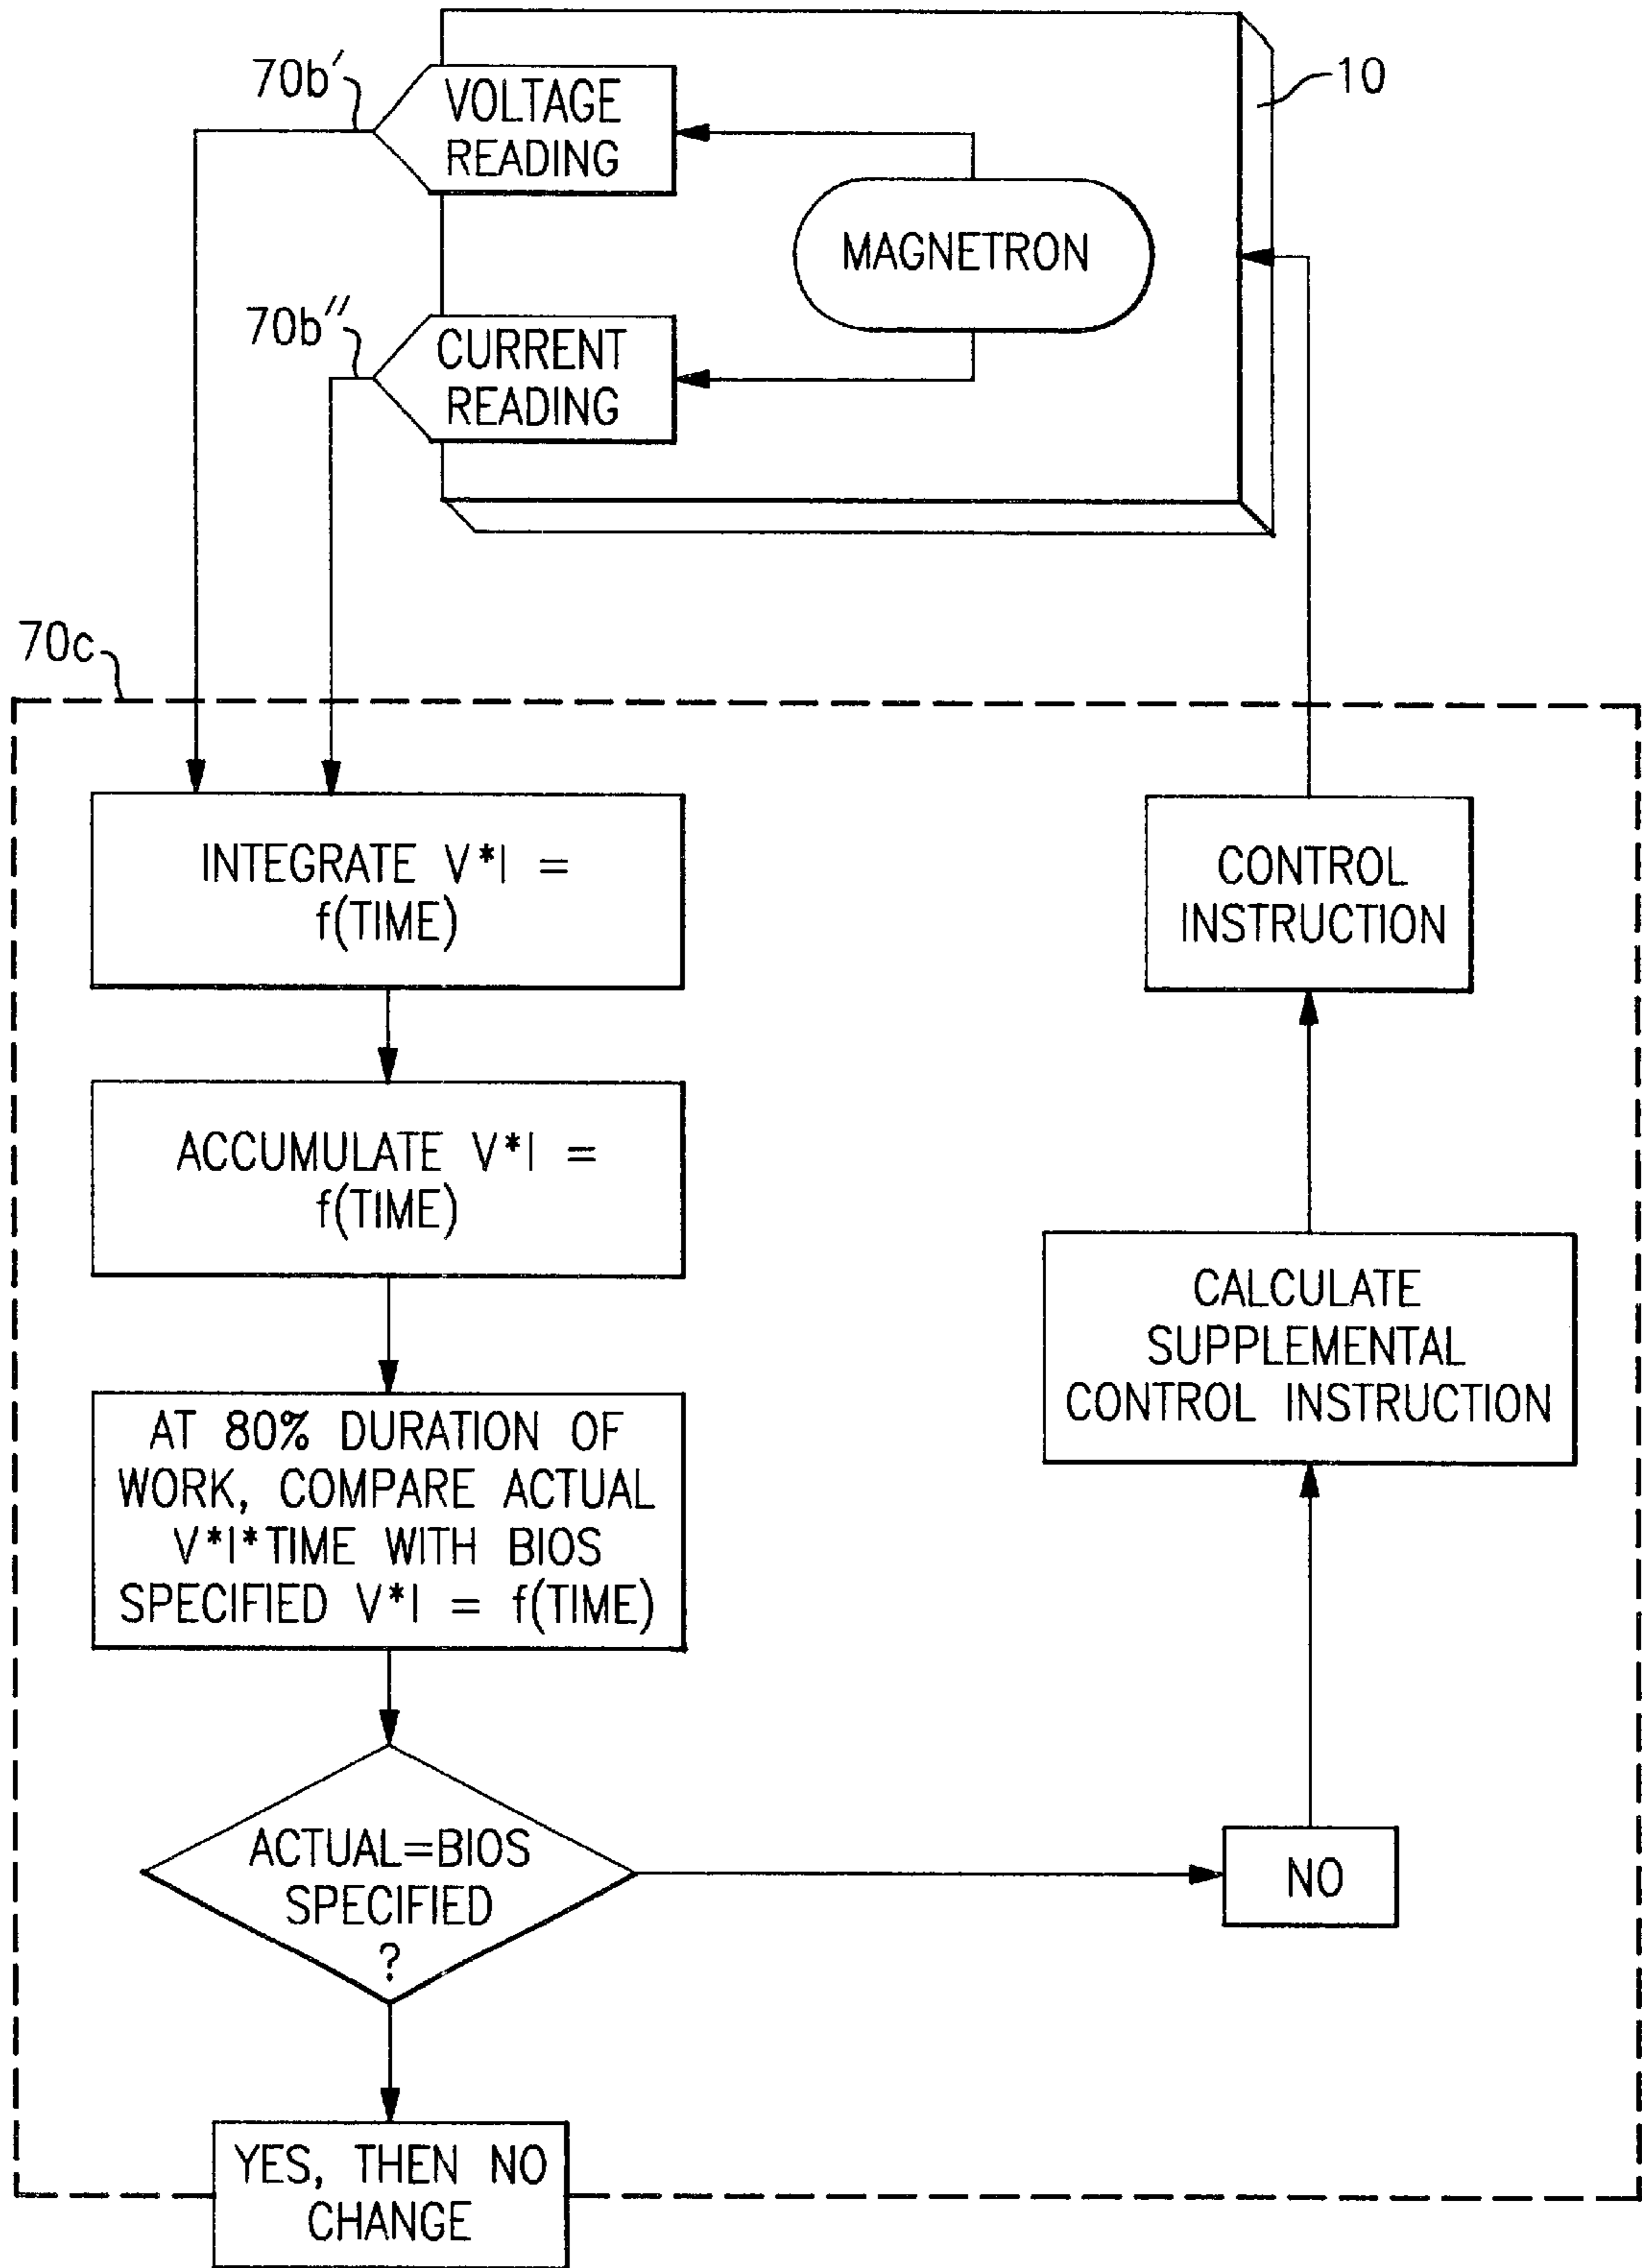 70b′
VOLTAGE
READING
10
MAGNETRON
70b″
CURRENT
READING
70c
INTEGRATE V*I =
f(TIME)
CONTROL
INSTRUCTION
ACCUMULATE V*I =
f(TIME)
CALCULATE
SUPPLEMENTAL
CONTROL INSTRUCTION
AT 80% DURATION OF
WORK, COMPARE ACTUAL
V*I*TIME WITH BIOS
SPECIFIED V*I = f(TIME)
ACTUAL=BIOS
SPECIFIED
?
NO
YES, THEN NO
CHANGE